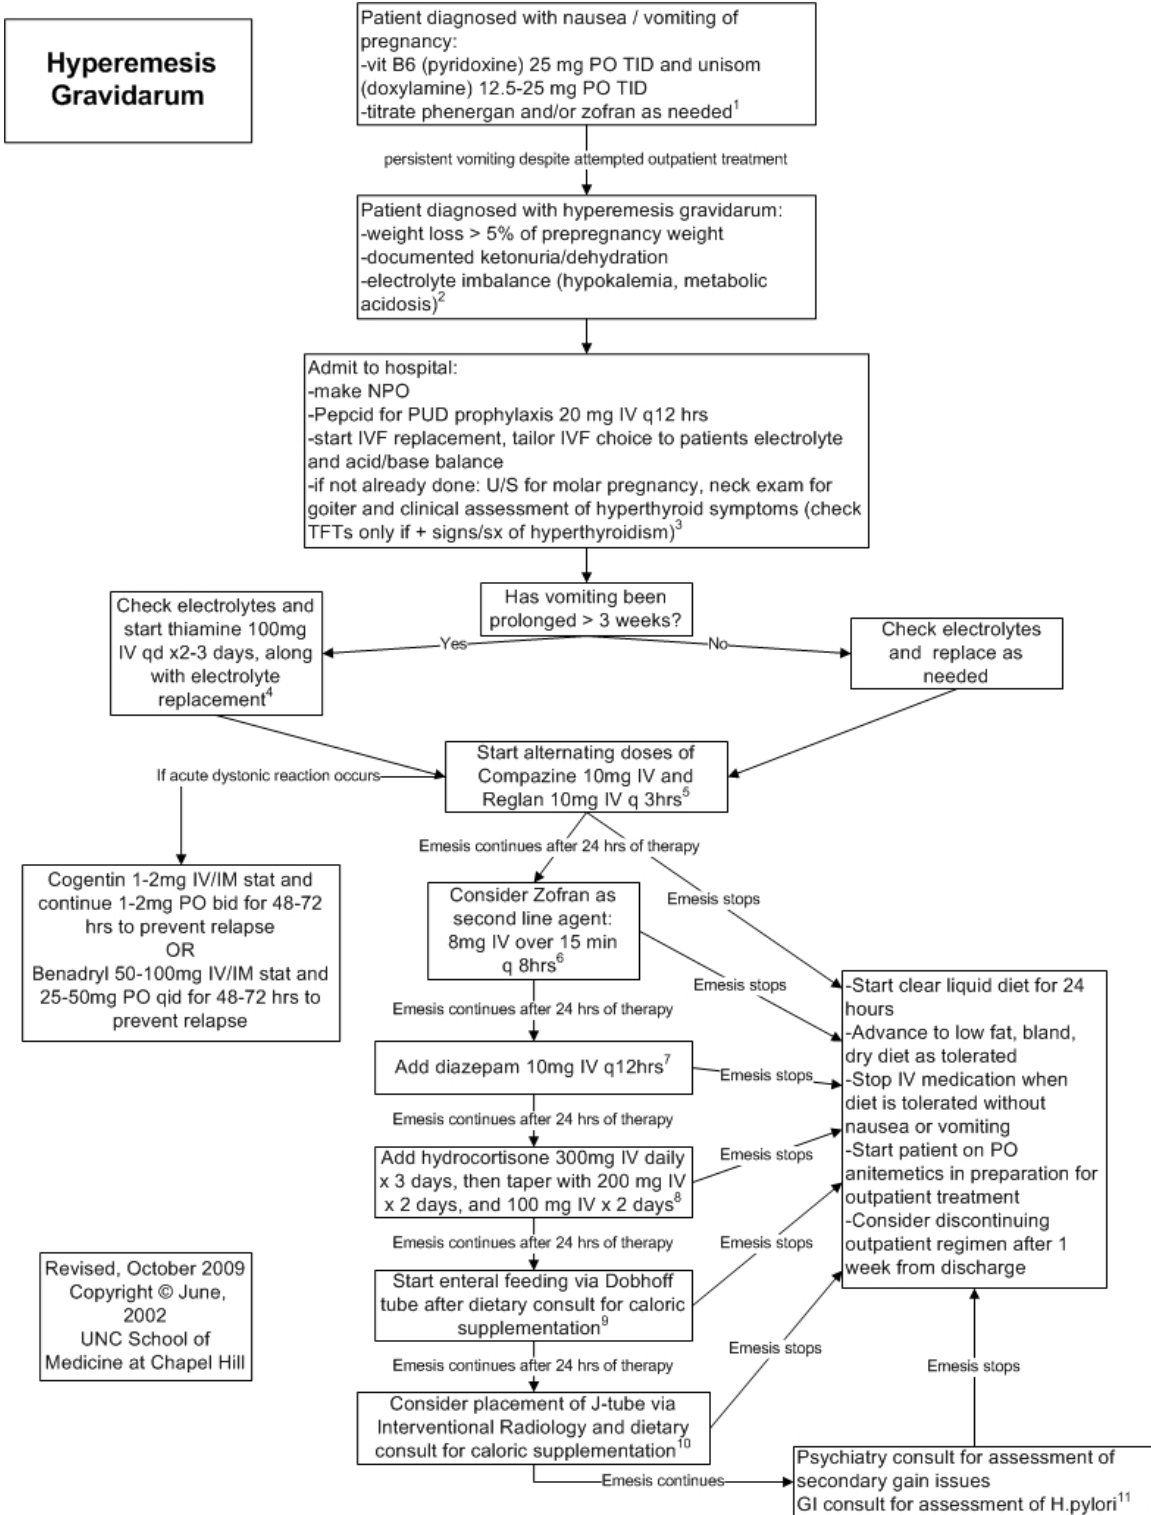 Hyperemesis
Gravidarum
Patient diagnosed with nausea / vomiting of
pregnancy:
-vit B6 (pyridoxine) 25 mg PO TID and unisom
(doxylamine) 12.5-25 mg PO TID
-titrate phenergan and/or zofran as needed1
persistent vomiting despite attempted outpatient treatment
Patient diagnosed with hyperemesis gravidarum:
-weight loss > 5% of prepregnancy weight
-documented ketonuria/dehydration
-electrolyte imbalance (hypokalemia, metabolic
acidosis)2
Admit to hospital:
-make NPO
-Pepcid for PUD prophylaxis 20 mg IV q12 hrs
-start IVF replacement, tailor IVF choice to patients electrolyte
and acid/base balance
-if not already done: U/S for molar pregnancy, neck exam for
goiter and clinical assessment of hyperthyroid symptoms (check
TFTs only if + signs/sx of hyperthyroidism)3
Has vomiting been
prolonged > 3 weeks?
Yes
No
Check electrolytes and
start thiamine 100mg
IV qd x2-3 days, along
with electrolyte
replacement4
Check electrolytes
and replace as
needed
Start alternating doses of
Compazine 10mg IV and
Reglan 10mg IV q 3hrs5
If acute dystonic reaction occurs
Cogentin 1-2mg IV/IM stat and
continue 1-2mg PO bid for 48-72
hrs to prevent relapse
OR
Benadryl 50-100mg IV/IM stat and
25-50mg PO qid for 48-72 hrs to
prevent relapse
Emesis continues after 24 hrs of therapy
Emesis stops
Consider Zofran as
second line agent:
8mg IV over 15 min
q 8hrs6
Emesis stops
Emesis continues after 24 hrs of therapy
Add diazepam 10mg IV q12hrs7
Emesis stops
Emesis continues after 24 hrs of therapy
Add hydrocortisone 300mg IV daily
x 3 days, then taper with 200 mg IV
x 2 days, and 100 mg IV x 2 days8
Emesis stops
Emesis continues after 24 hrs of therapy
Start enteral feeding via Dobhoff
tube after dietary consult for caloric
supplementation9
Emesis stops
Emesis continues after 24 hrs of therapy
Consider placement of J-tube via
Interventional Radiology and dietary
consult for caloric supplementation10
Emesis stops
Emesis continues
-Start clear liquid diet for 24
hours
-Advance to low fat, bland,
dry diet as tolerated
-Stop IV medication when
diet is tolerated without
nausea or vomiting
-Start patient on PO
anitemetics in preparation for
outpatient treatment
-Consider discontinuing
outpatient regimen after 1
week from discharge
Emesis stops
Psychiatry consult for assessment of
secondary gain issues
GI consult for assessment of H.pylori11
Revised, October 2009
Copyright © June,
2002
UNC School of
Medicine at Chapel Hill